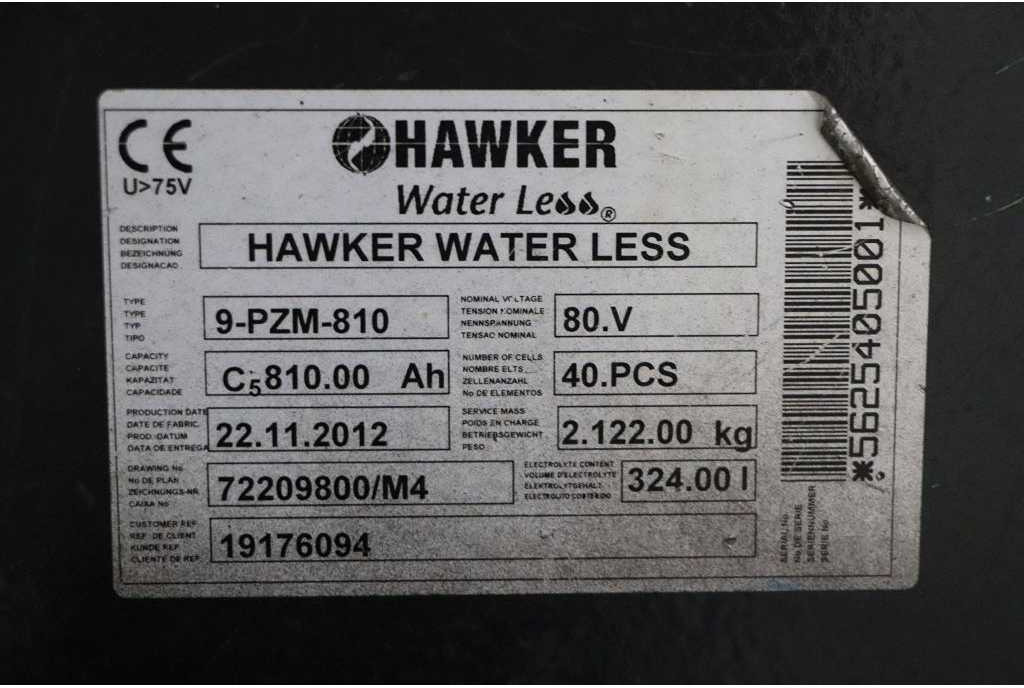 CE
U>75V
HAWKER
Water Less®
DESCRIPTION
DESIGNATION
BEZEICHNUNG
DESIGNACAO
HAWKER WATER LESS
TYPE
TYPE
TYP
TIPO
9-PZM-810
NOMINAL VOLTAGE
TENSION NOMINALE
NENNSPANNUNG
TENSAO NOMINAL
80.V
CAPACITY
CAPACITE
KAPAZITAT
CAPACIDADE
C5 810.00 Ah
NUMBER OF CELLS
NOMBRE ELTS
ZELLENANZAHL
No DE ELEMENTOS
40.PCS
PRODUCTION DATE
DATE DE FABRIC.
PROD.-DATUM
DATA DE ENTREGA
22.11.2012
SERVICE MASS
POIDS EN CHARGE
BETRIEBSGEWICHT
PESO
2.122.00 kg
DRAWING No
No DE PLAN
ZEICHNUNGS-NR.
CAIXA No
72209800/M4
ELECTROLYTE CONTENT
VOLUME D'ELECTROLYTE
ELEKTROLYTGEHALT
ELECTROLITO CONTENIDO
324.00 l
CUSTOMER REF.
REF. DE CLIENT
KUNDE REF.
CLIENTE DE REF.
19176094
SERIAL No
No DE SERIE
SERIENNUMMER
SERIE No
*5625405001*